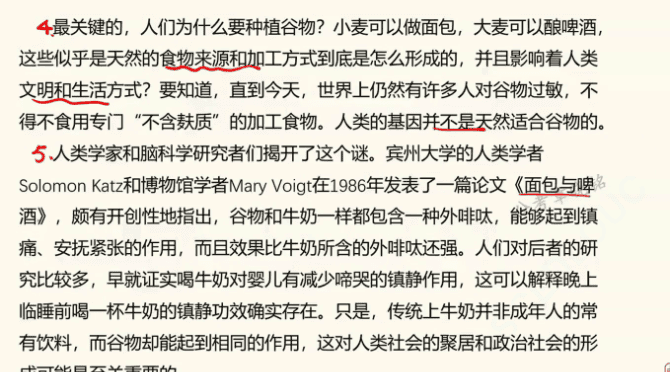 4.最关键的，人们为什么要种植谷物？小麦可以做面包，大麦可以酿啤酒，
这些似乎是天然的食物来源和加工方式到底是怎么形成的，并且影响着人类
文明和生活方式？要知道，直到今天，世界上仍然有许多人对谷物过敏，不
得不食用专门“不含麸质”的加工食物。人类的基因并不是天然适合谷物的。
5.人类学家和脑科学研究者们揭开了这个谜。宾州大学的人类学者
Solomon Katz和博物馆学者Mary Voigt在1986年发表了一篇论文《面包与啤
酒》，颇有开创性地指出，谷物和牛奶一样都包含一种外啡呔，能够起到镇
痛、安抚紧张的作用，而且效果比牛奶所含的外啡呔还强。人们对后者的研
究比较多，早就证实喝牛奶对婴儿有减少啼哭的镇静作用，这可以解释晚上
临睡前喝一杯牛奶的镇静功效确实存在。只是，传统上牛奶并非成年人的常
有饮料，而谷物却能起到相同的作用，这对人类社会的聚居和政治社会的形
成可能是至关重要的。